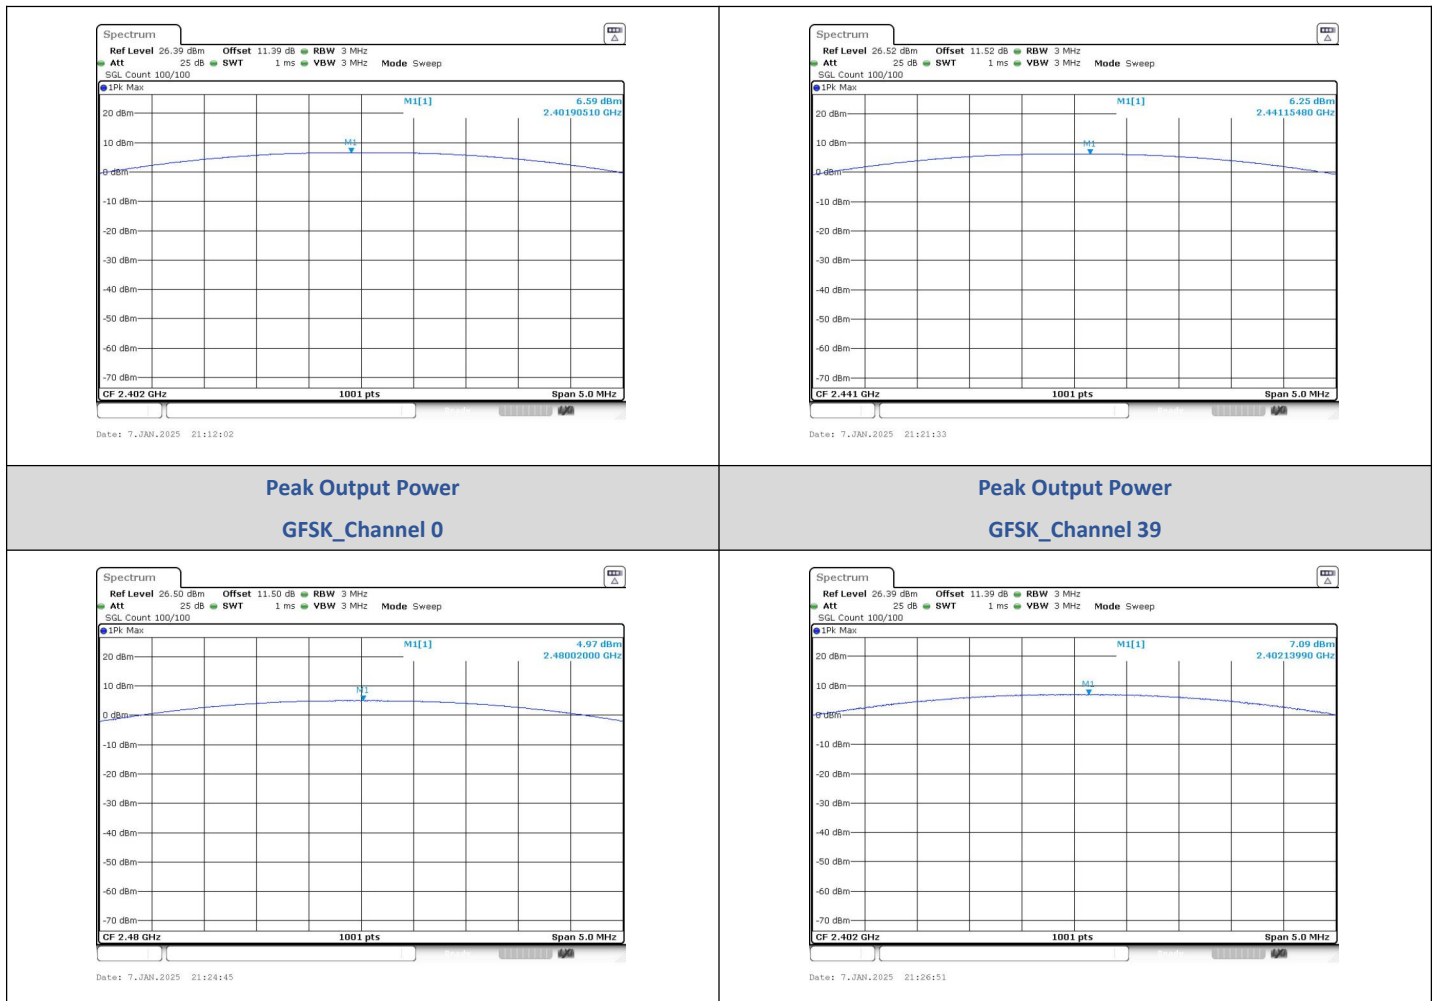 Spectrum
Ref Level 26.39 dBm Offset 11.39 dB RBW 3 MHz
Att 25 dB SWT 1 ms VBW 3 MHz Mode Sweep
SGL Count 100/100
1Pk Max
M1[1] 6.59 dBm
2.40190510 GHz
20 dBm
10 dBm
M1
0 dBm
-10 dBm
-20 dBm
-30 dBm
-40 dBm
-50 dBm
-60 dBm
-70 dBm
CF 2.402 GHz 1001 pts Span 5.0 MHz
Date: 7.JAN.2025 21:12:02
Spectrum
Ref Level 26.52 dBm Offset 11.52 dB RBW 3 MHz
Att 25 dB SWT 1 ms VBW 3 MHz Mode Sweep
SGL Count 100/100
1Pk Max
M1[1] 6.25 dBm
2.44115480 GHz
20 dBm
10 dBm
M1
0 dBm
-10 dBm
-20 dBm
-30 dBm
-40 dBm
-50 dBm
-60 dBm
-70 dBm
CF 2.441 GHz 1001 pts Span 5.0 MHz
Date: 7.JAN.2025 21:21:33
Peak Output Power
GFSK_Channel 0
Peak Output Power
GFSK_Channel 39
Spectrum
Ref Level 26.50 dBm Offset 11.50 dB RBW 3 MHz
Att 25 dB SWT 1 ms VBW 3 MHz Mode Sweep
SGL Count 100/100
1Pk Max
M1[1] 4.97 dBm
2.48002000 GHz
20 dBm
10 dBm
M1
0 dBm
-10 dBm
-20 dBm
-30 dBm
-40 dBm
-50 dBm
-60 dBm
-70 dBm
CF 2.48 GHz 1001 pts Span 5.0 MHz
Date: 7.JAN.2025 21:24:45
Spectrum
Ref Level 26.39 dBm Offset 11.39 dB RBW 3 MHz
Att 25 dB SWT 1 ms VBW 3 MHz Mode Sweep
SGL Count 100/100
1Pk Max
M1[1] 7.09 dBm
2.40213990 GHz
20 dBm
10 dBm
M1
0 dBm
-10 dBm
-20 dBm
-30 dBm
-40 dBm
-50 dBm
-60 dBm
-70 dBm
CF 2.402 GHz 1001 pts Span 5.0 MHz
Date: 7.JAN.2025 21:26:51